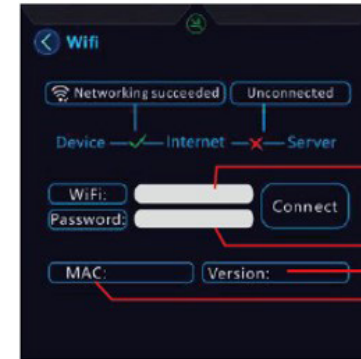 Wifi
Networking succeeded Unconnected
Device Internet Server
WiFi:
Connect
Password:
MAC: Version: